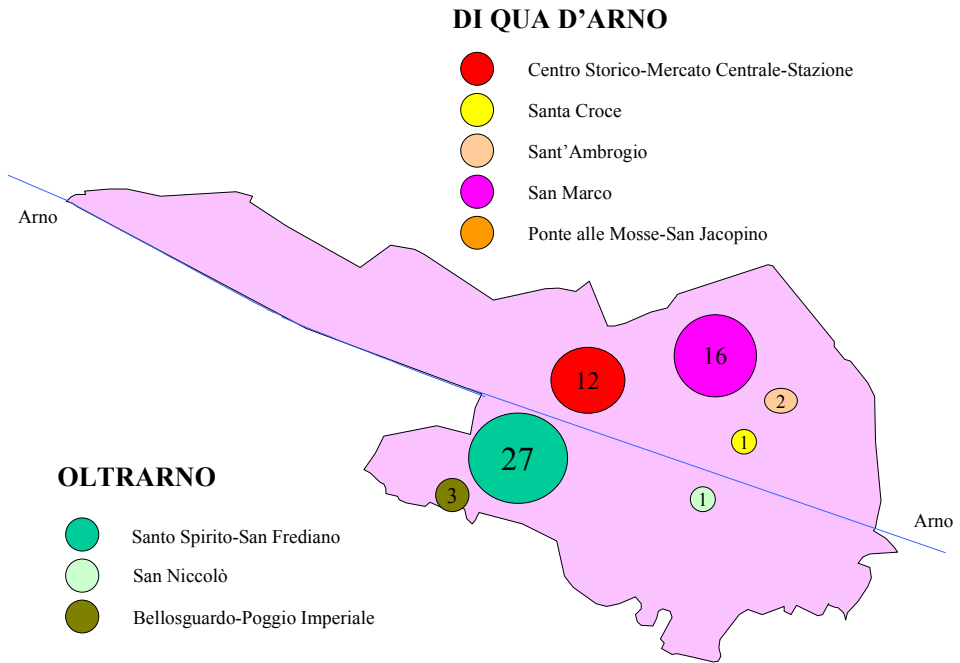 DI QUA D’ARNO
Centro Storico-Mercato Centrale-Stazione
Santa Croce
Sant’Ambrogio
San Marco
Ponte alle Mosse-San Jacopino
Arno
16
12
2
1
27
3
1
Arno
OLTRARNO
Santo Spirito-San Frediano
San Niccolò
Bellosguardo-Poggio Imperiale